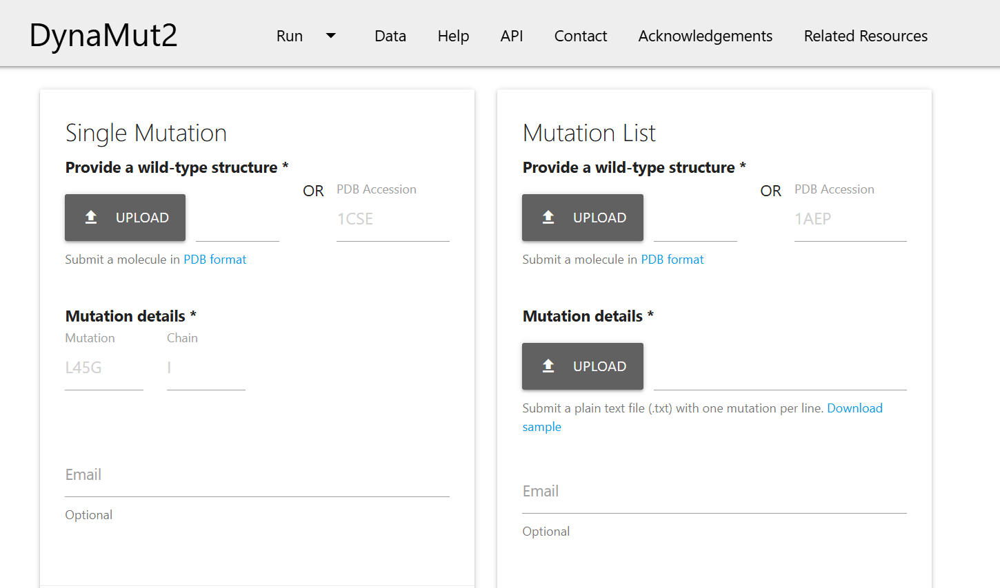 DynaMut2 Run Data Help API Contact Acknowledgements Related Resources
Single Mutation
Provide a wild-type structure *
UPLOAD
OR
PDB Accession
1CSE
Submit a molecule in PDB format
Mutation details *
Mutation Chain
L45G I
Email
Optional
Mutation List
Provide a wild-type structure *
UPLOAD
OR
PDB Accession
1AEP
Submit a molecule in PDB format
Mutation details *
UPLOAD
Submit a plain text file (.txt) with one mutation per line. Download
sample
Email
Optional